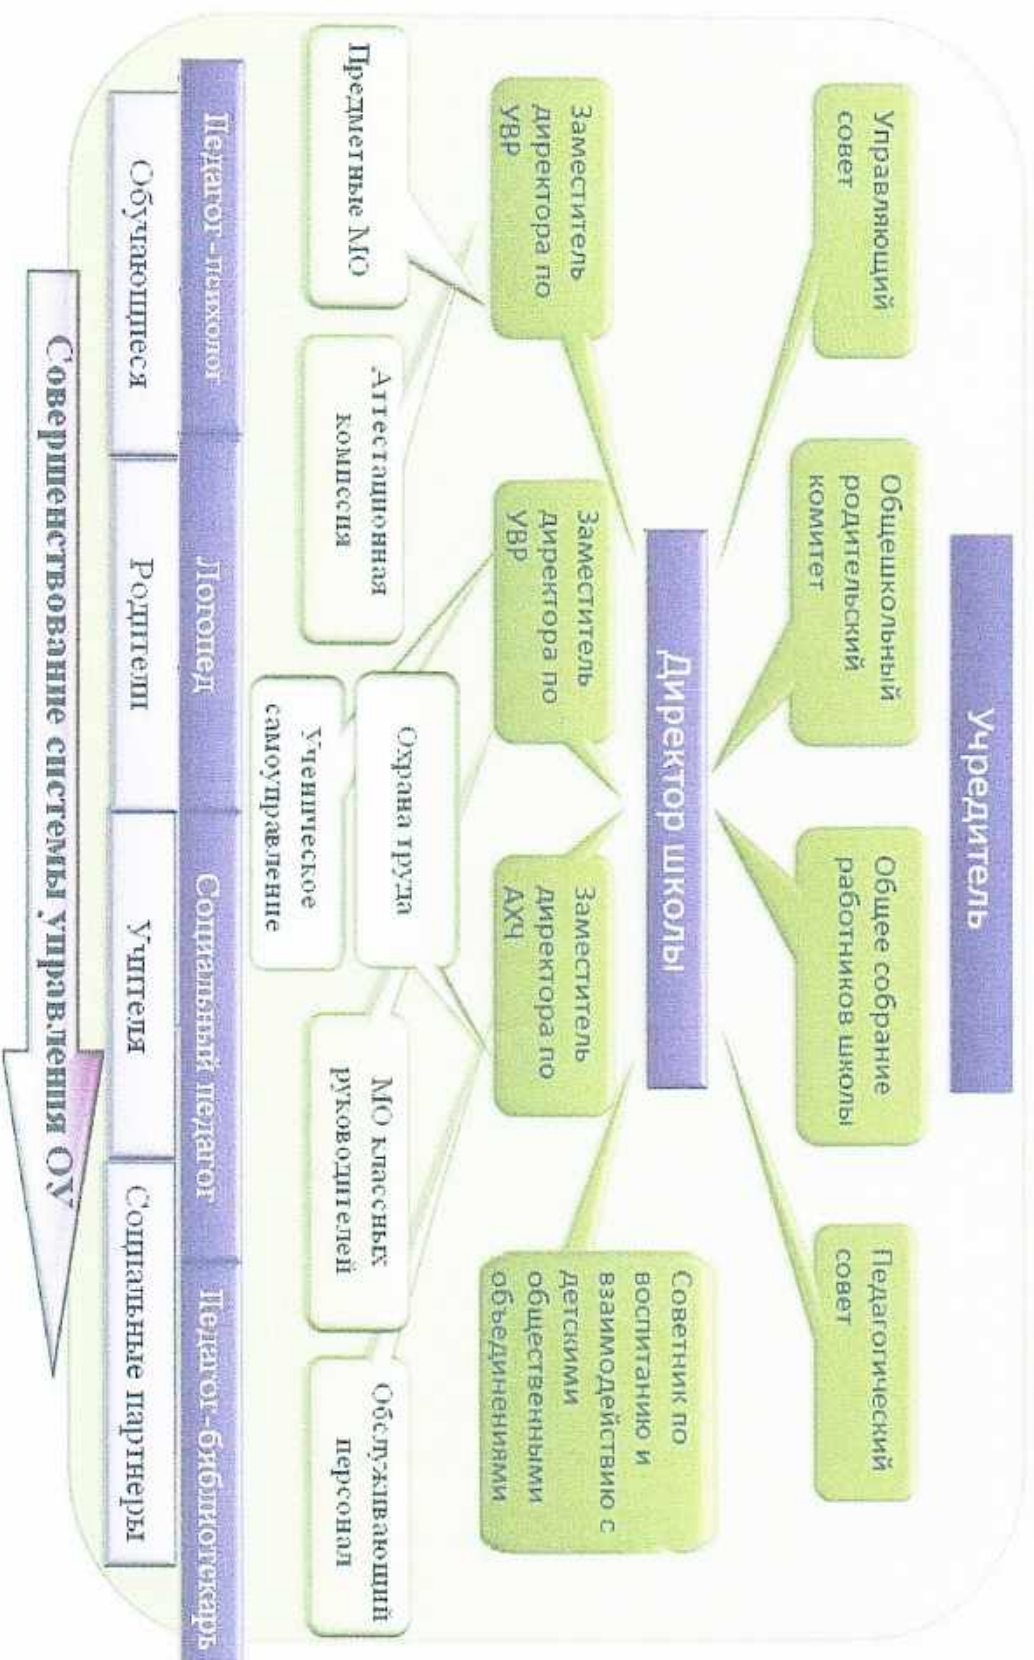 Учредитель
Управляющий
совет
Общешкольный
родительский
комитет
Общее собрание
работников школы
Педагогический
совет
Директор школы
Заместитель
директора по
УВР
Заместитель
директора по
УВР
Заместитель
директора по
АХЧ
Советник по
воспитанию и
взаимодействию с
детскими
общественными
объединениями
Предметные МО
Аттестационная
комиссия
Охрана труда
Ученическое
самоуправление
МО классных
руководителей
Обслуживающий
персонал
Педагог-психолог
Логопед
Социальный педагог
Педагог-библиотекарь
Обучающиеся
Родители
Учителя
Социальные партнеры
Совершенствование системы управления ОУ